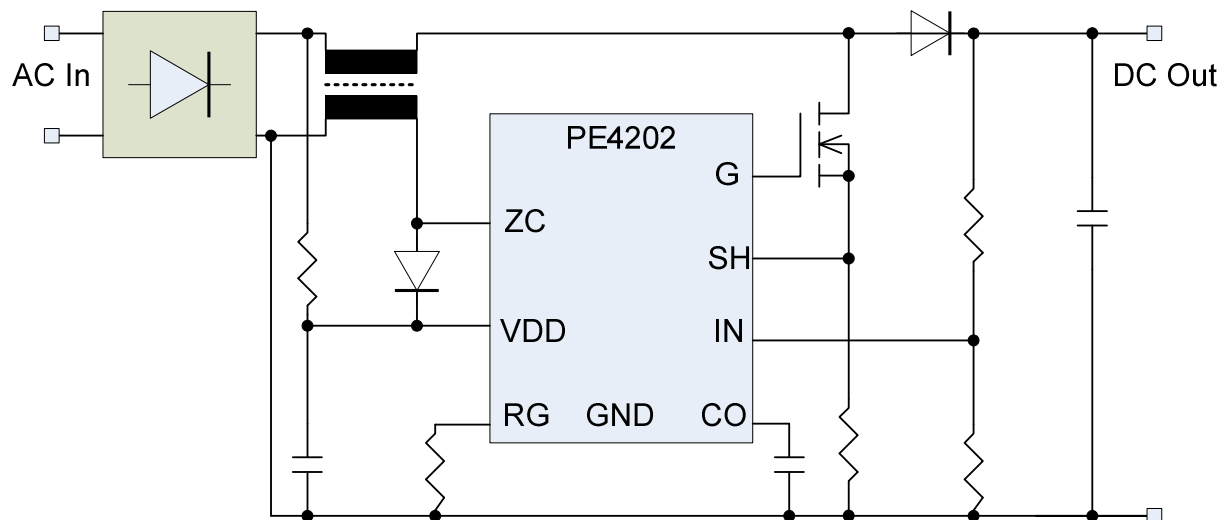 AC In
DC Out
PE4202
G
ZC
SH
VDD
IN
RG
GND
CO